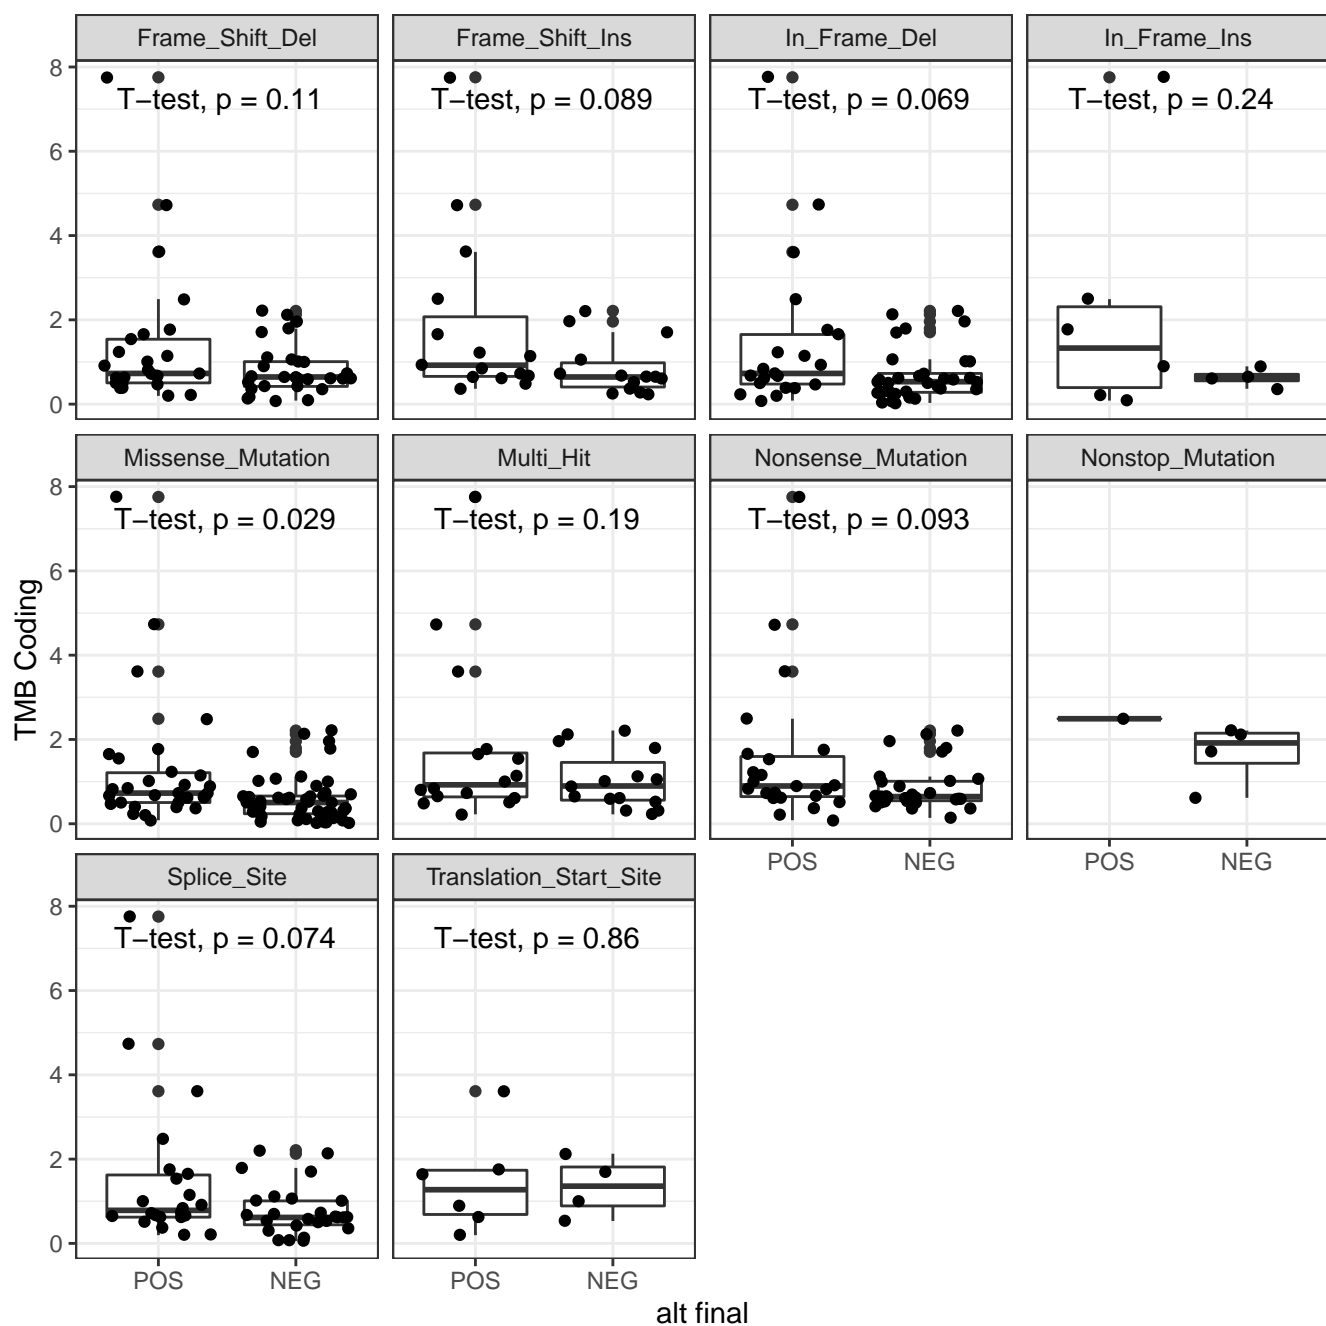 Frame_Shift_Del
Frame_Shift_Ins
In_Frame_Del
In_Frame_Ins
T-test, p = 0.11
T-test, p = 0.089
T-test, p = 0.069
T-test, p = 0.24
8
6
4
2
0
Missense_Mutation
Multi_Hit
Nonsense_Mutation
Nonstop_Mutation
T-test, p = 0.029
T-test, p = 0.19
T-test, p = 0.093
8
6
4
2
0
TMB Coding
POS
NEG
POS
NEG
Splice_Site
Translation_Start_Site
T-test, p = 0.074
T-test, p = 0.86
8
6
4
2
0
POS
NEG
POS
NEG
alt final